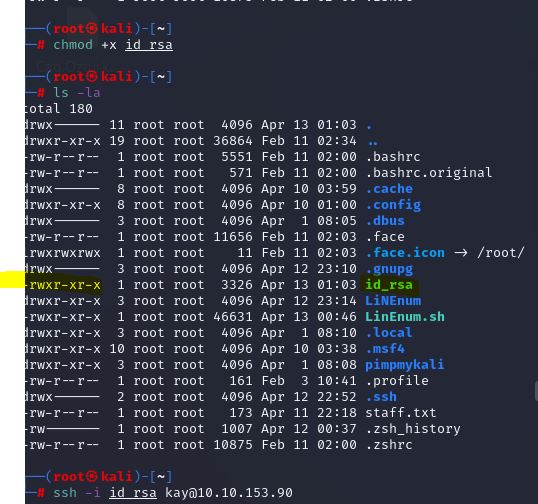 ──(root㉿kali)-[~]
─# chmod +x id_rsa
──(root㉿kali)-[~]
─# ls -la
total 180
drwx------ 11 root root 4096 Apr 13 01:03 .
drwxr-xr-x 19 root root 36864 Feb 11 02:34 ..
-rw-r--r-- 1 root root 5551 Feb 11 02:00 .bashrc
-rw-r--r-- 1 root root 571 Feb 11 02:00 .bashrc.original
drwx------ 8 root root 4096 Apr 10 03:59 .cache
drwxr-xr-x 8 root root 4096 Apr 10 01:00 .config
drwx------ 3 root root 4096 Apr 1 08:05 .dbus
-rw-r--r-- 1 root root 11656 Feb 11 02:03 .face
lrwxrwxrwx 1 root root 11 Feb 11 02:03 .face.icon -> /root/
drwx------ 3 root root 4096 Apr 12 23:10 .gnupg
-rwxr-xr-x 1 root root 3326 Apr 13 01:03 id_rsa
drwxr-xr-x 3 root root 4096 Apr 12 23:14 LiNEnum
-rwxr-xr-x 1 root root 46631 Apr 13 00:46 LinEnum.sh
drwxr-xr-x 3 root root 4096 Apr 1 08:10 .local
drwxr-xr-x 10 root root 4096 Apr 10 03:38 .msf4
drwxr-xr-x 3 root root 4096 Apr 1 08:08 pimpmykali
-rw-r--r-- 1 root root 161 Feb 3 10:41 .profile
drwx------ 2 root root 4096 Apr 12 22:52 .ssh
-rw-r--r-- 1 root root 173 Apr 11 22:18 staff.txt
-rw------- 1 root root 1007 Apr 12 00:37 .zsh_history
-rw-r--r-- 1 root root 10875 Feb 11 02:00 .zshrc
──(root㉿kali)-[~]
─# ssh -i id_rsa kay@10.10.153.90